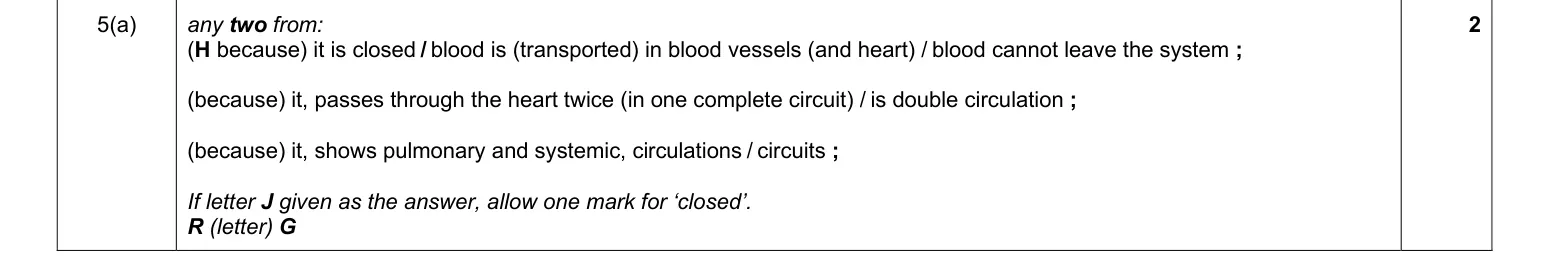 5(a)
any two from:
2
(H because) it is closed / blood is (transported) in blood vessels (and heart) / blood cannot leave the system ;
(because) it, passes through the heart twice (in one complete circuit) / is double circulation ;
(because) it, shows pulmonary and systemic, circulations / circuits ;
If letter J given as the answer, allow one mark for ‘closed’.
R (letter) G